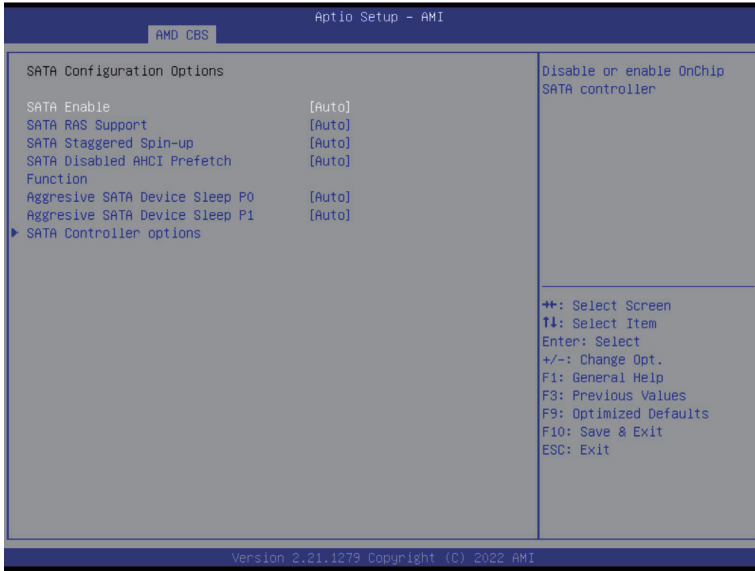 Aptio Setup – AMI
AMD CBS
SATA Configuration Options
SATA Enable [Auto]
SATA RAS Support [Auto]
SATA Staggered Spin-up [Auto]
SATA Disabled AHCI Prefetch [Auto]
Function
Aggresive SATA Device Sleep P0 [Auto]
Aggresive SATA Device Sleep P1 [Auto]
SATA Controller options
Disable or enable OnChip
SATA controller
→←: Select Screen
↑↓: Select Item
Enter: Select
+/-: Change Opt.
F1: General Help
F3: Previous Values
F9: Optimized Defaults
F10: Save & Exit
ESC: Exit
Version 2.21.1279 Copyright (C) 2022 AMI